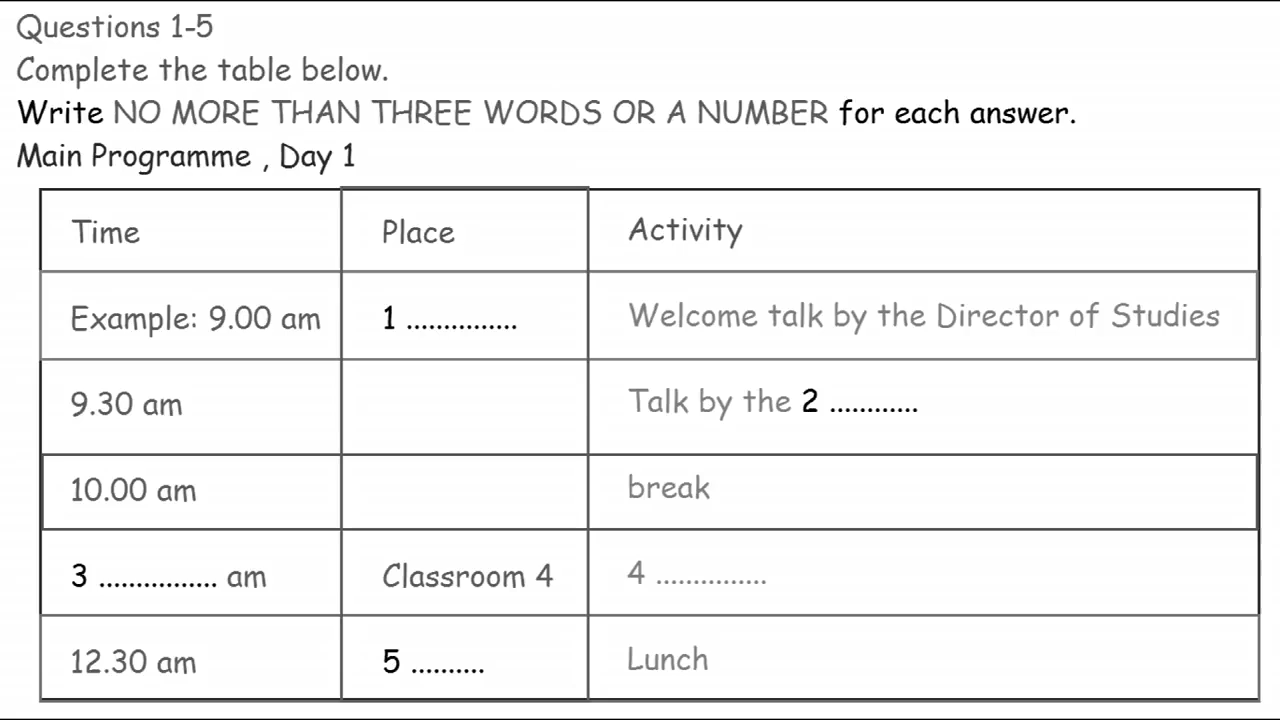 Questions 1-5
Complete the table below.
Write NO MORE THAN THREE WORDS OR A NUMBER for each answer.
Main Programme , Day 1
Time Place Activity
Example: 9.00 am 1 ............... Welcome talk by the Director of Studies
9.30 am Talk by the 2 ............
10.00 am break
3 ................ am Classroom 4 4 ...............
12.30 am 5 .......... Lunch